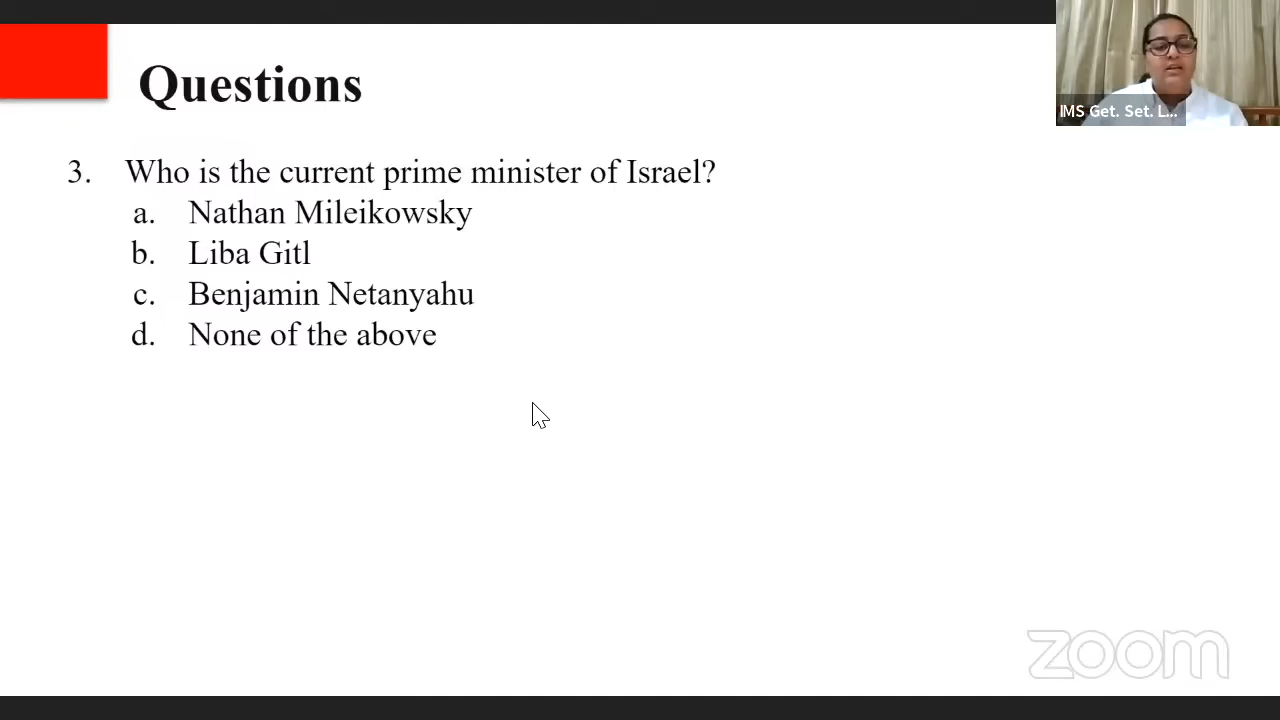 Questions
IMS Get. Set. L...
3. Who is the current prime minister of Israel?
a. Nathan Mileikowsky
b. Liba Gitl
c. Benjamin Netanyahu
d. None of the above
zoom